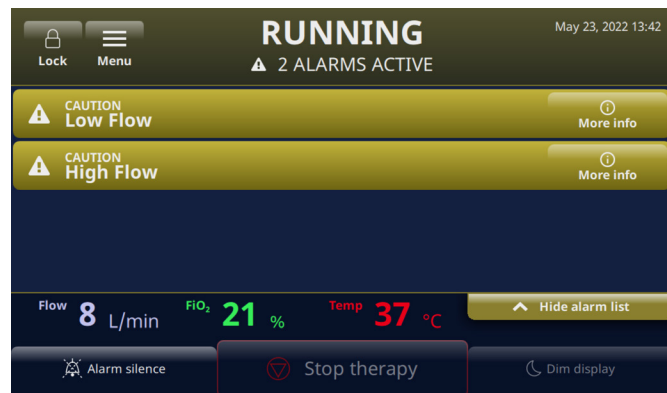 RUNNING
May 23, 2022 13:42
Lock
Menu
2 ALARMS ACTIVE
CAUTION
Low Flow
More info
CAUTION
High Flow
More info
Flow 8 L/min
FiO₂ 21 %
Temp 37 °C
Hide alarm list
Alarm silence
Stop therapy
Dim display